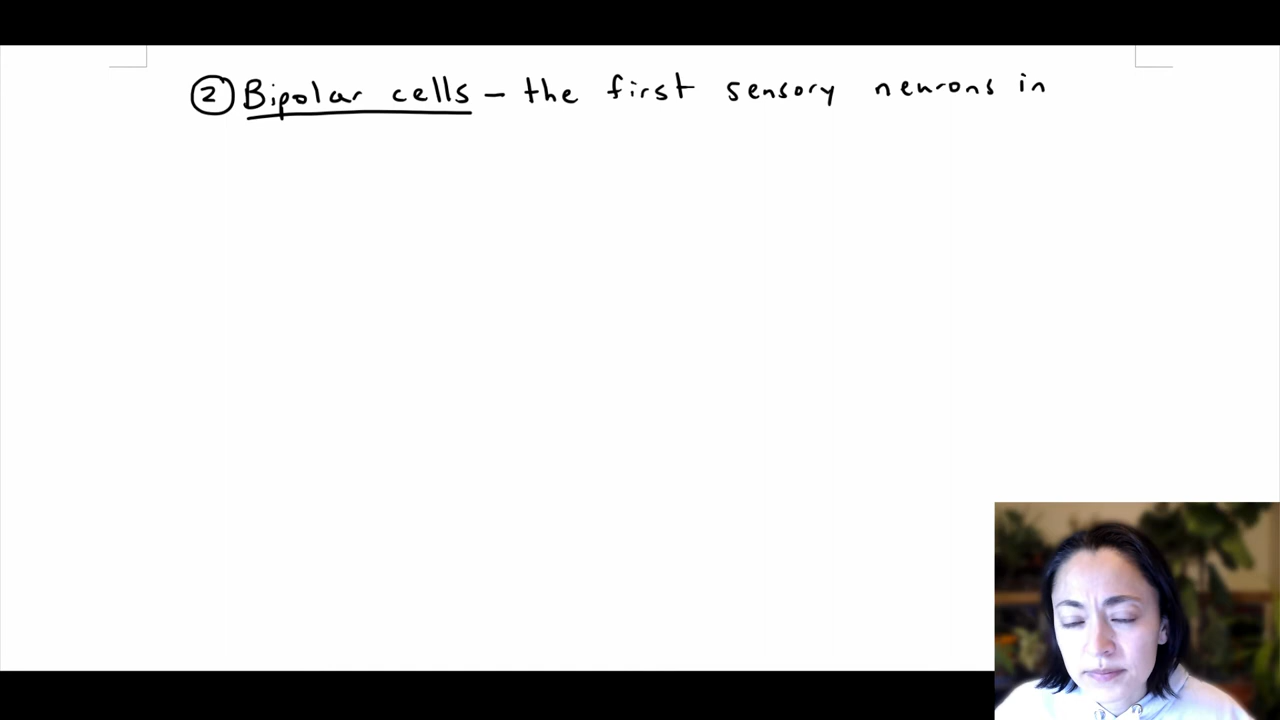 ② Bipolar cells – the first sensory neurons in